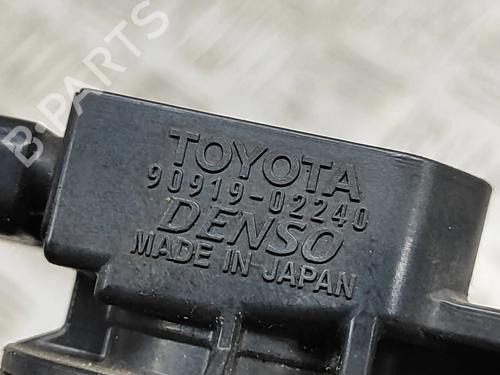 B-PARTS
TOYOTA
90919-02240
DENSO
MADE IN JAPAN